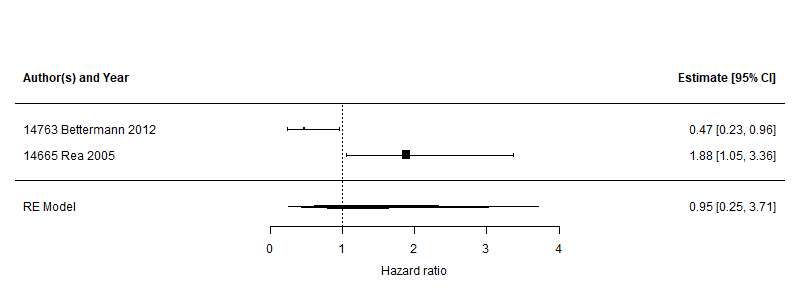 Author(s) and Year Estimate [95% CI]
14763 Bettermann 2012 0.47 [0.23, 0.96]
14665 Rea 2005 1.88 [1.05, 3.36]
RE Model 0.95 [0.25, 3.71]
0 1 2 3 4
Hazard ratio